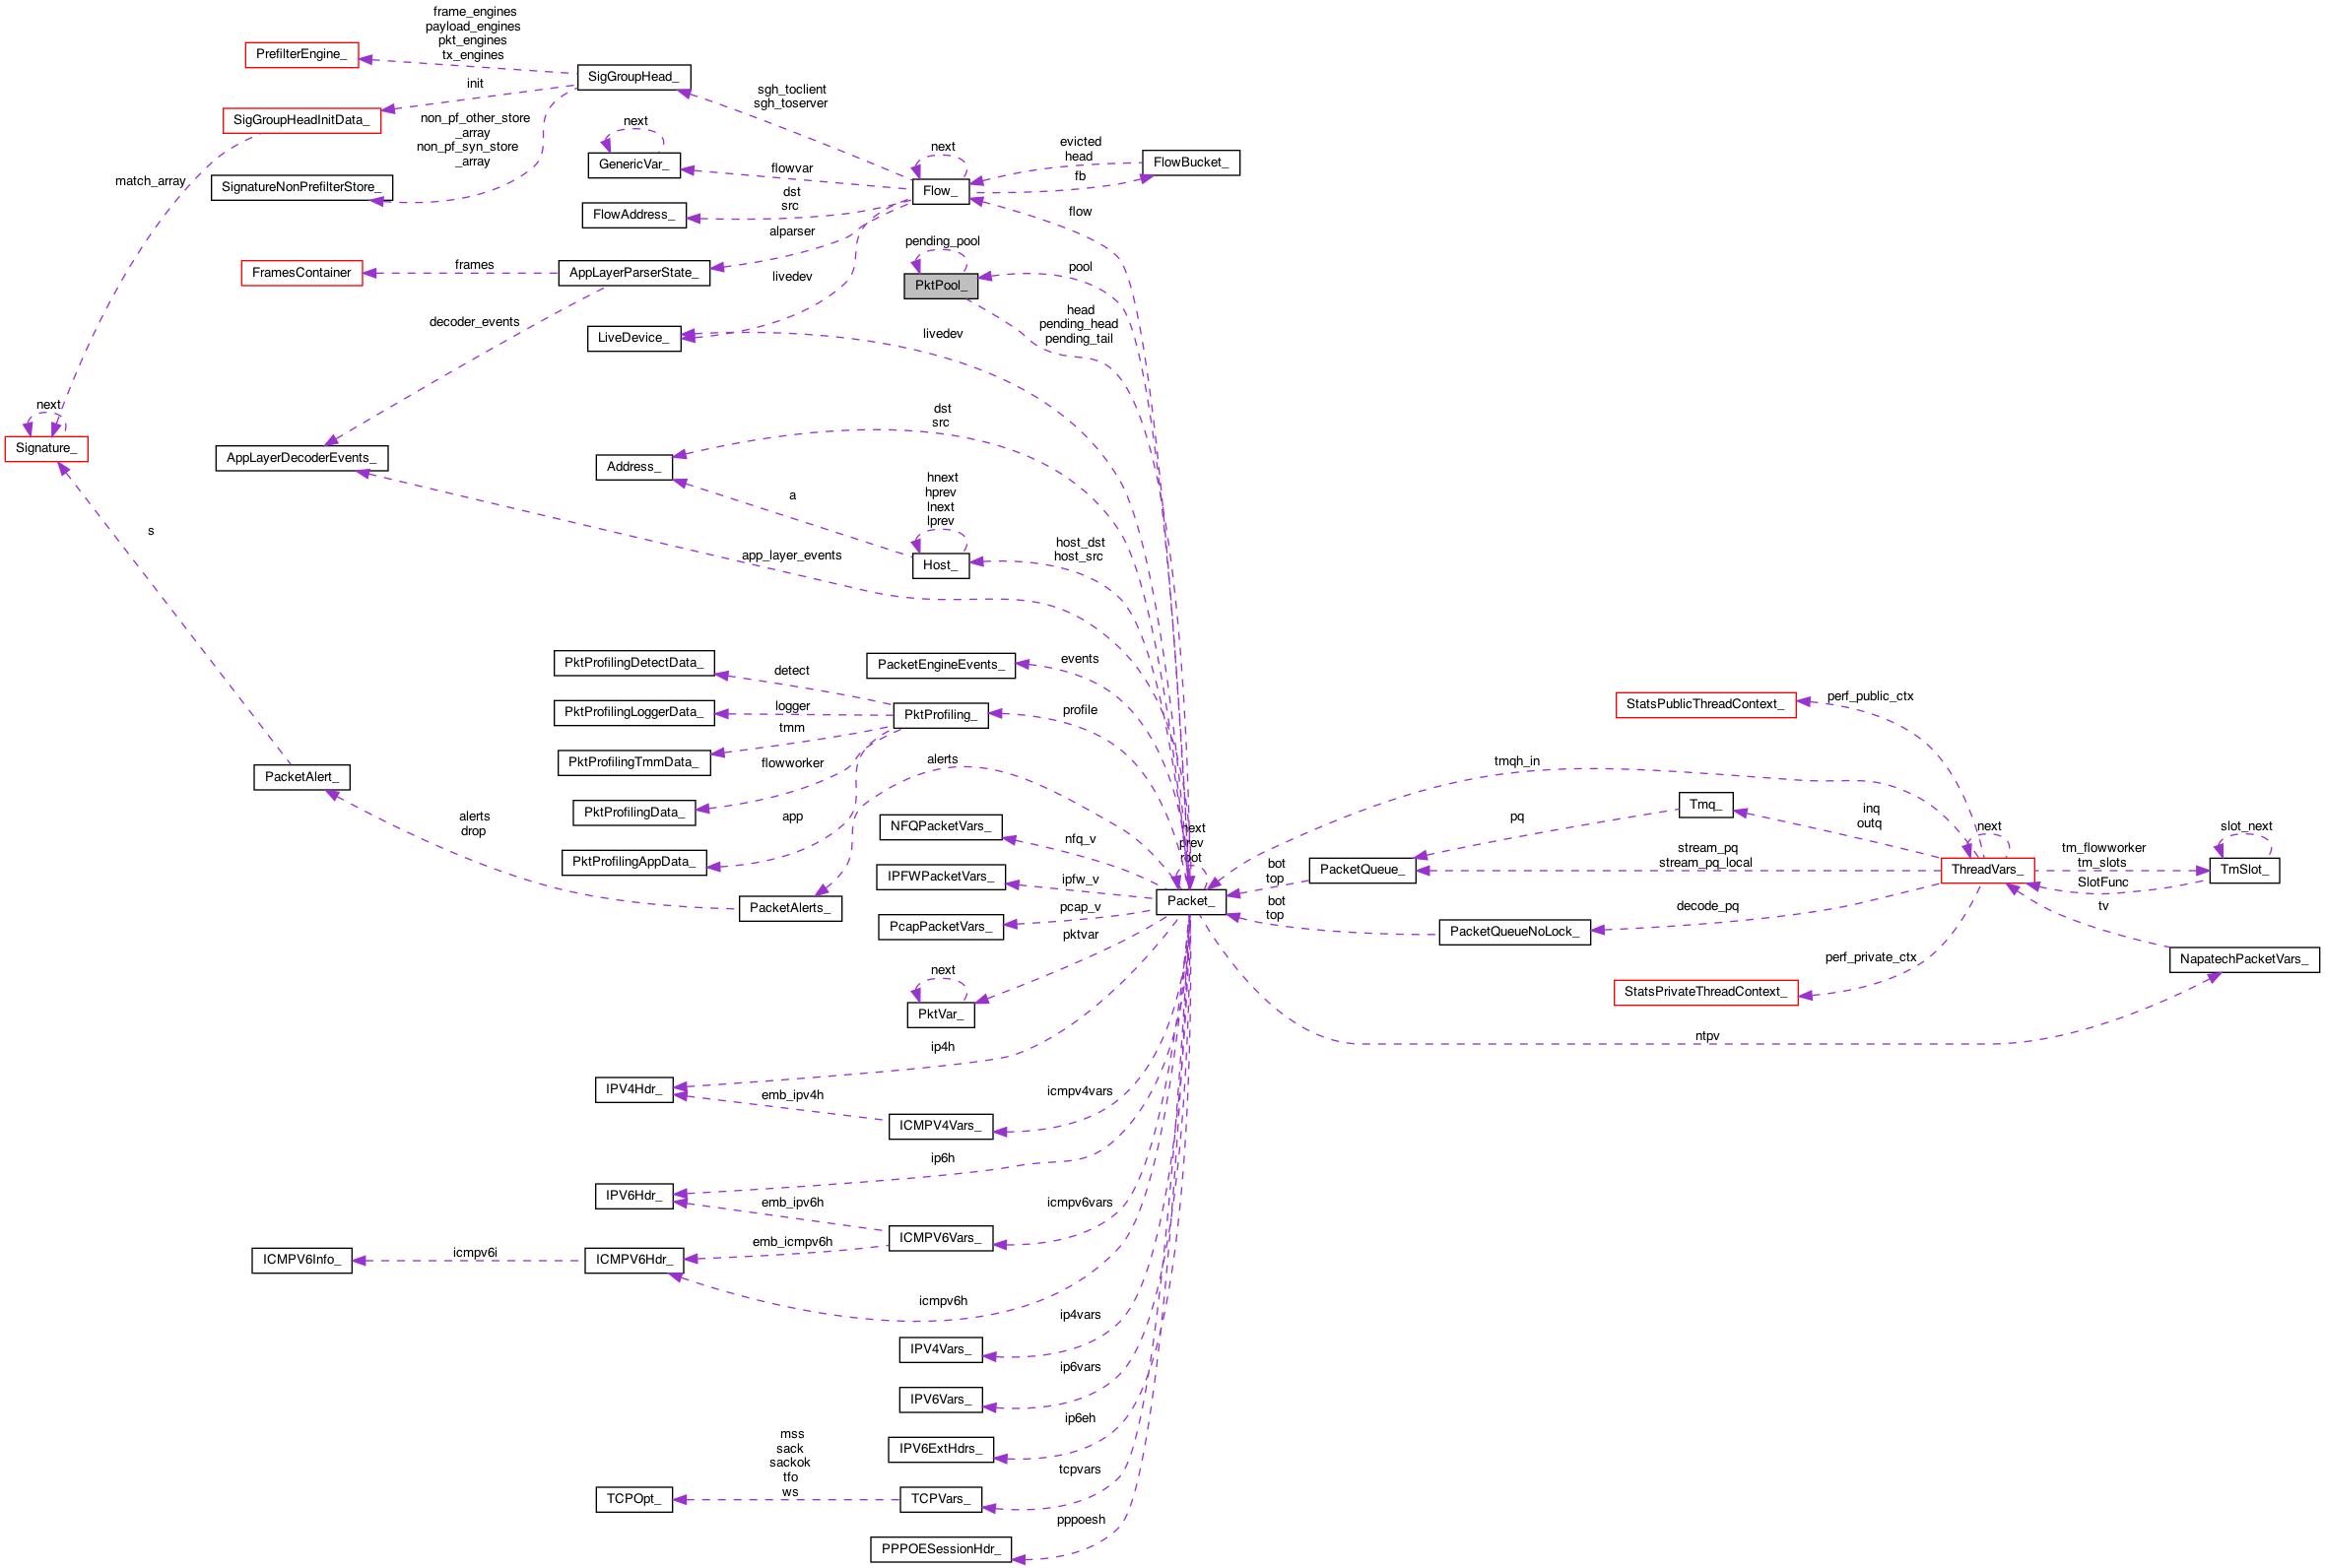 frame_engines
payload_engines
pkt_engines
tx_engines
PrefilterEngine_
SigGroupHead_
init
SigGroupHeadInitData_
sgh_toclient
sgh_toserver
non_pf_other_store
_array
non_pf_syn_store
_array
next
GenericVar_
flowvar
next
evicted
head
FlowBucket_
match_array
SignatureNonPrefilterStore_
Flow_
fb
dst
src
FlowAddress_
flow
alparser
pending_pool
FramesContainer
frames
AppLayerParserState_
livedev
PktPool_
pool
decoder_events
LiveDevice_
livedev
head
pending_head
pending_tail
next
Signature_
AppLayerDecoderEvents_
dst
src
Address_
a
hnext
hprev
lnext
lprev
s
app_layer_events
Host_
host_dst
host_src
PktProfilingDetectData_
detect
PacketEngineEvents_
events
PktProfilingLoggerData_
logger
PktProfiling_
profile
StatsPublicThreadContext_
perf_public_ctx
tmm
PktProfilingTmmData_
flowworker
alerts
tmqh_in
PacketAlert_
PktProfilingData_
app
Tmq_
inq
outq
pq
alerts
drop
NFQPacketVars_
nfq_v
next
prev
root
stream_pq
stream_pq_local
next
tm_flowworker
tm_slots
slot_next
PktProfilingAppData_
bot
top
PacketQueue_
ThreadVars_
TmSlot_
IPFWPacketVars_
ipfw_v
SlotFunc
PacketAlerts_
pcap_v
Packet_
bot
top
decode_pq
tv
PcapPacketVars_
pktvar
PacketQueueNoLock_
perf_private_ctx
NapatechPacketVars_
next
StatsPrivateThreadContext_
PktVar_
ntpv
ip4h
IPV4Hdr_
emb_ipv4h
icmpv4vars
ICMPV4Vars_
ip6h
IPV6Hdr_
emb_ipv6h
icmpv6vars
ICMPV6Vars_
emb_icmpv6h
ICMPV6Info_
icmpv6i
ICMPV6Hdr_
icmpv6h
ip4vars
IPV4Vars_
ip6vars
IPV6Vars_
ip6eh
IPV6ExtHdrs_
mss
sack
sackok
tfo
ws
tcpvars
TCPOpt_
TCPVars_
pppoesh
PPPOESessionHdr_